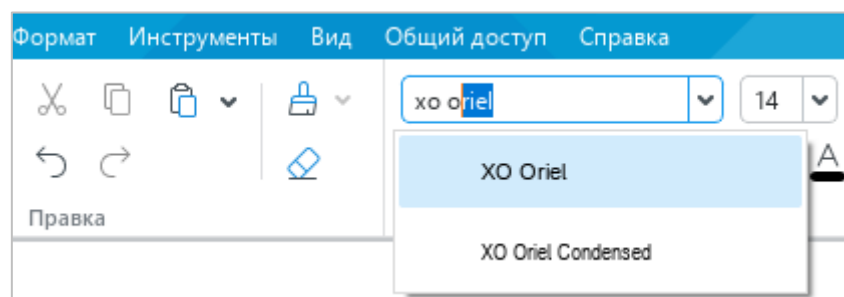 Формат Инструменты Вид Общий доступ Справка
xo oriel 14
XO Oriel
A
Правка
XO Oriel Condensed